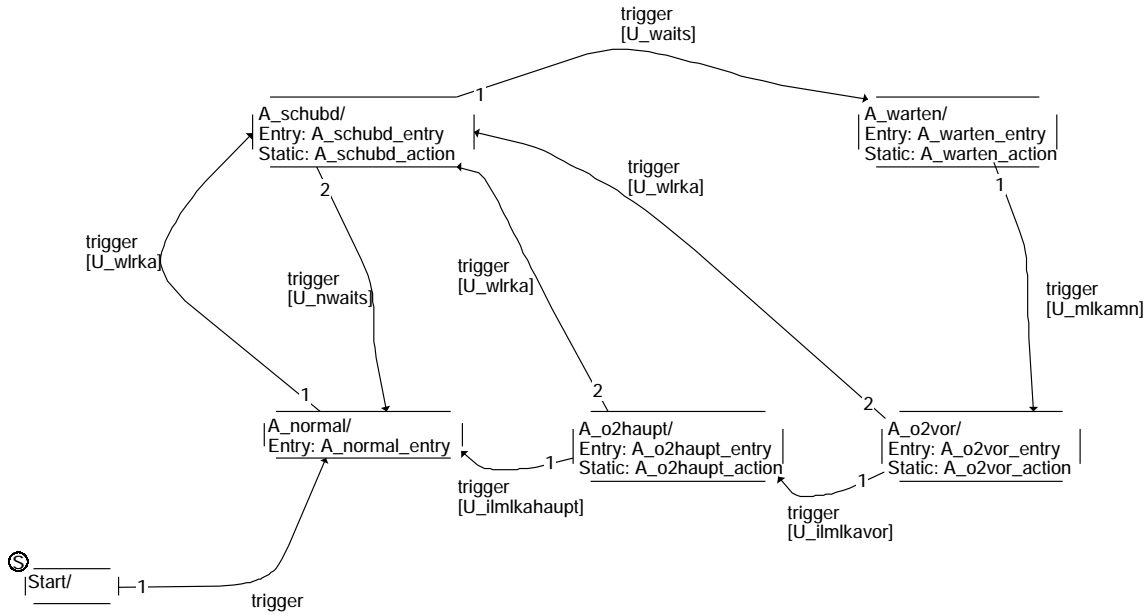 trigger
[U_waits]
1
A_schubd/
Entry: A_schubd_entry
Static: A_schubd_action
A_warten/
Entry: A_warten_entry
Static: A_warten_action
trigger
[U_wlrka]
2
1
trigger
[U_wlrka]
trigger
[U_wlrka]
trigger
[U_nwaits]
trigger
[U_mlkamn]
1
2
2
A_normal/
Entry: A_normal_entry
A_o2haupt/
Entry: A_o2haupt_entry
Static: A_o2haupt_action
A_o2vor/
Entry: A_o2vor_entry
Static: A_o2vor_action
1
1
trigger
[U_ilmlkahaupt]
trigger
[U_ilmlkavor]
S
Start/
1
trigger